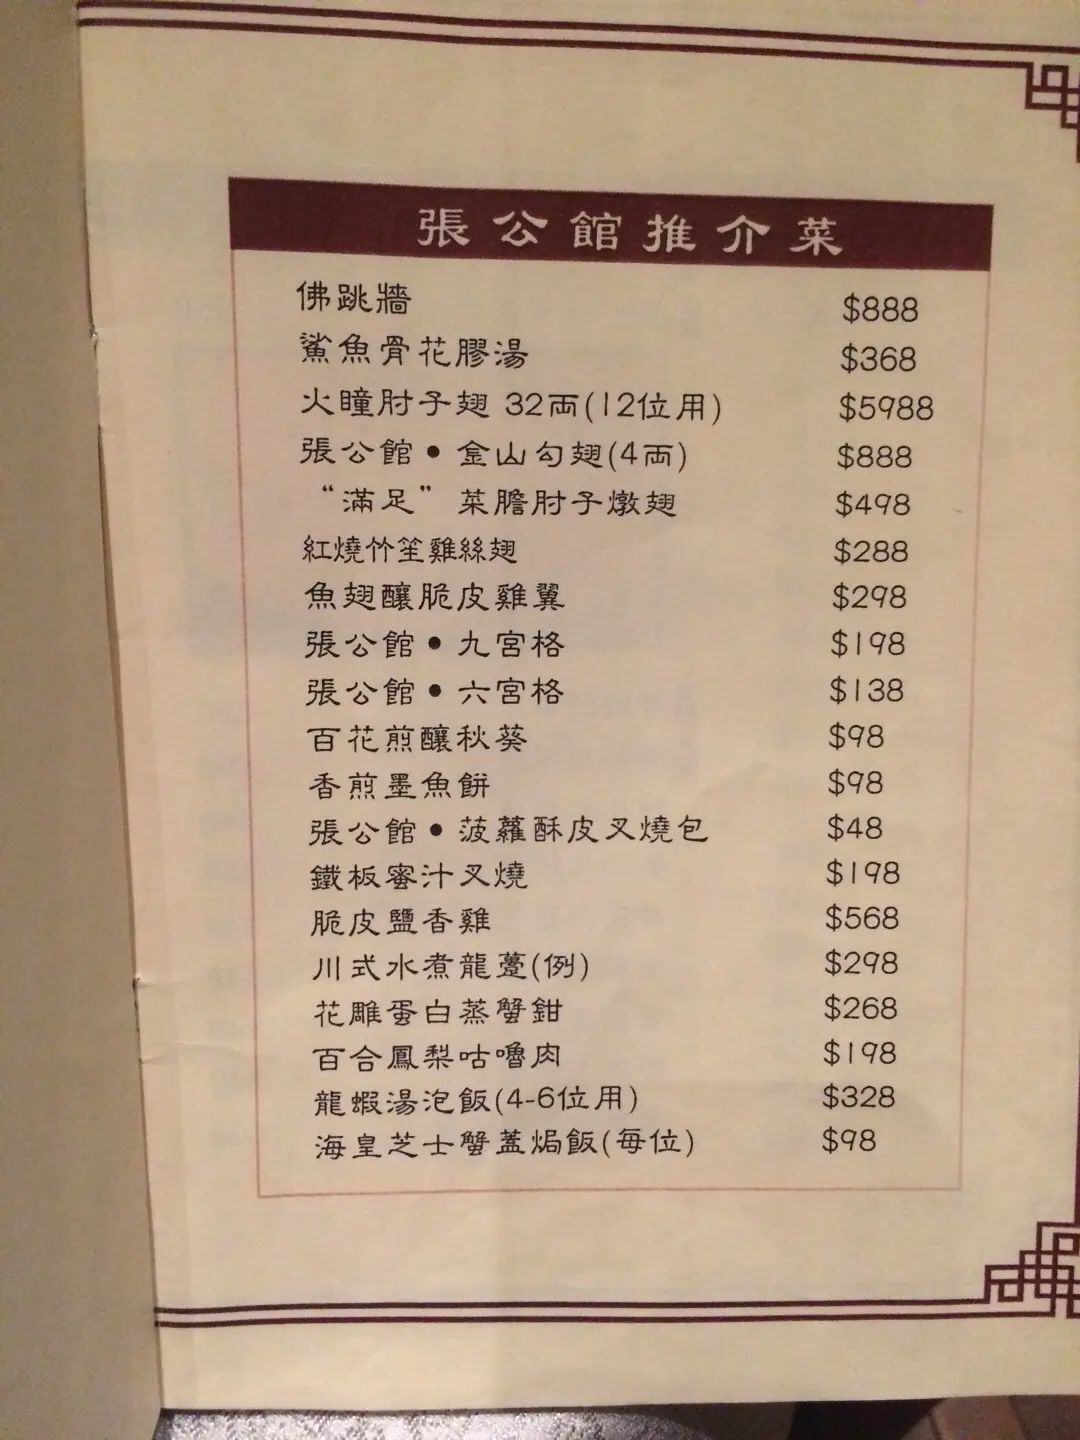 張公館推介菜
佛跳牆 $888
鯊魚骨花膠湯 $368
火瞳肘子翅 32両(12位用) $5988
張公館•金山勾翅(4両) $888
“滿足”菜膽肘子燉翅 $498
紅燒竹笙雞絲翅 $288
魚翅釀脆皮雞翼 $298
張公館•九宮格 $198
張公館•六宮格 $138
百花煎釀秋葵 $98
香煎墨魚餅 $98
張公館•菠蘿酥皮叉燒包 $48
鐵板蜜汁叉燒 $198
脆皮鹽香雞 $568
川式水煮龍躉(例) $298
花雕蛋白蒸蟹鉗 $268
百合鳳梨咕嚕肉 $198
龍蝦湯泡飯(4-6位用) $328
海皇芝士蟹蓋焗飯(每位) $98